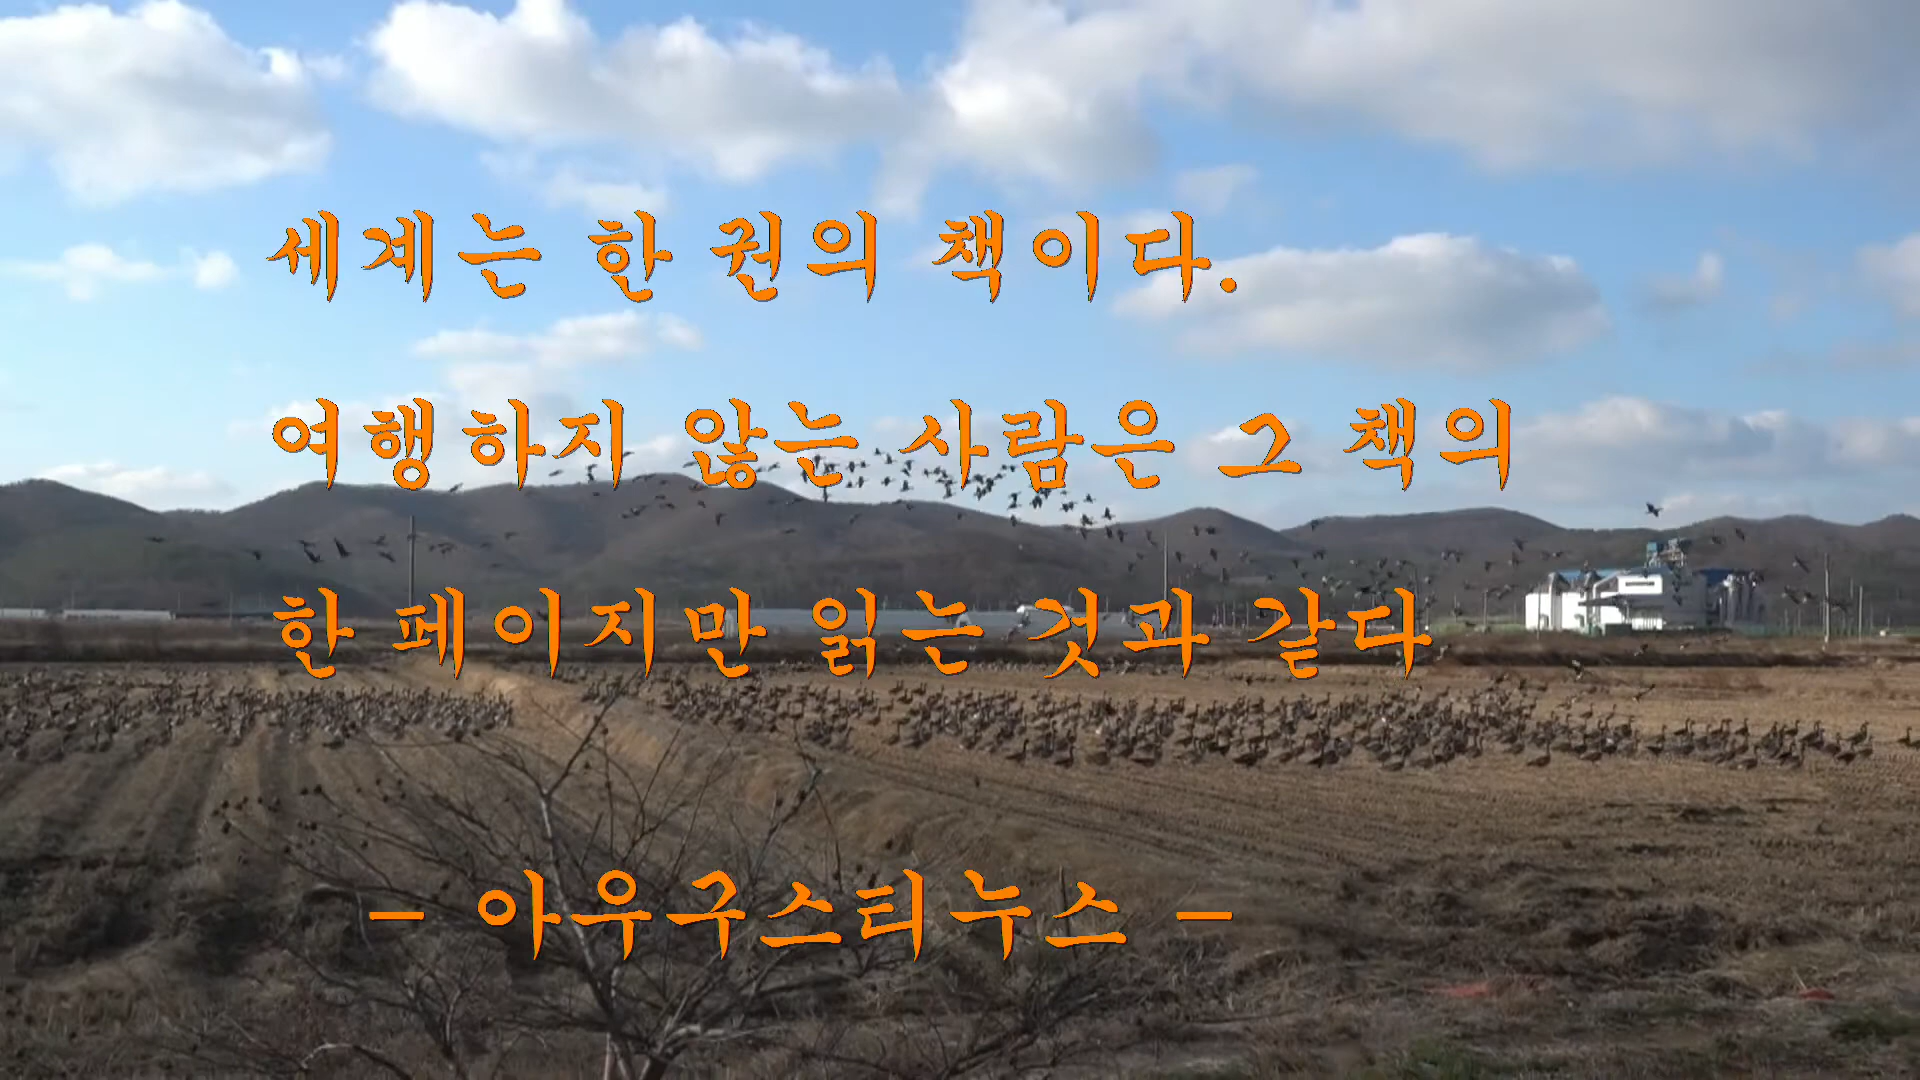 세계는 한 권의 책이다.
여행하지 않는 사람은 그 책의
한 페이지만 읽는 것과 같다
- 아우구스티누스 -